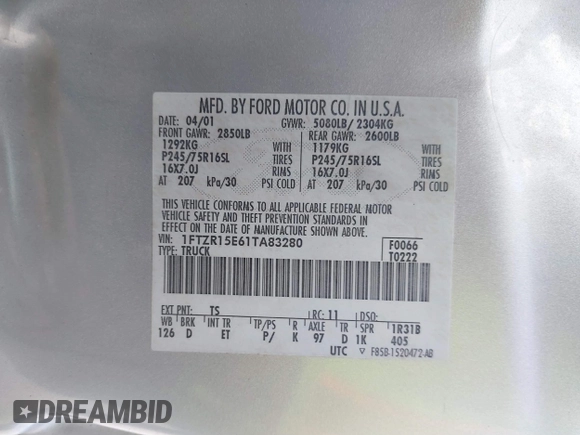 MFD. BY FORD MOTOR CO. IN U.S.A.
DATE: 04/01 GVWR: 5080LB/ 2304KG
FRONT GAWR: 2850LB REAR GAWR: 2600LB
1292KG WITH 1179KG WITH
P245/75R16SL TIRES P245/75R16SL TIRES
16X7.0J RIMS 16X7.0J RIMS
AT 207 kPa/30 PSI COLD AT 207 kPa/30 PSI COLD
THIS VEHICLE CONFORMS TO ALL APPLICABLE FEDERAL MOTOR
VEHICLE SAFETY AND THEFT PREVENTION STANDARDS IN
EFFECT ON THE DATE OF MANUFACTURE SHOWN ABOVE.
VIN: 1FTZR15E61TA83280 F0066
TYPE: TRUCK T0222
EXT PNT: TS RC: 11 DSO:
WB BRK INT TR TP/PS R AXLE TR SPR 1R31B
126 D ET P/ K 97 D 1K 405
UTC ▽ F85B-1520472-AB
DREAMBID